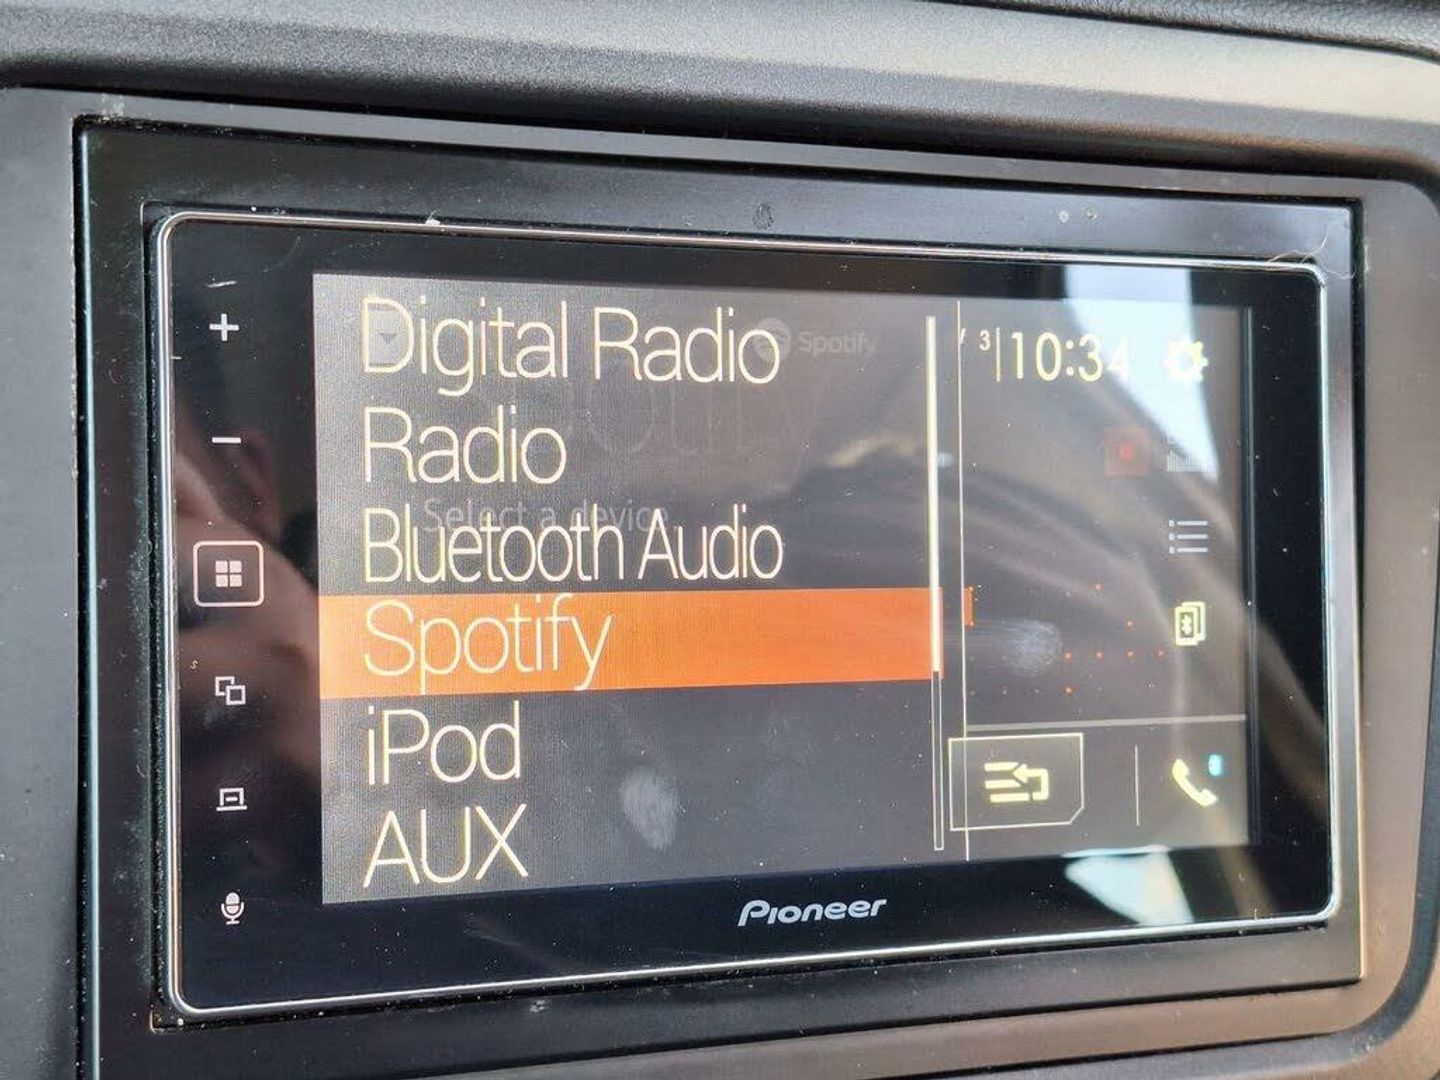 Digital Radio
Spotify
3
10:34
Radio
Select a device.
Bluetooth Audio
Spotify
iPod
AUX
Pioneer